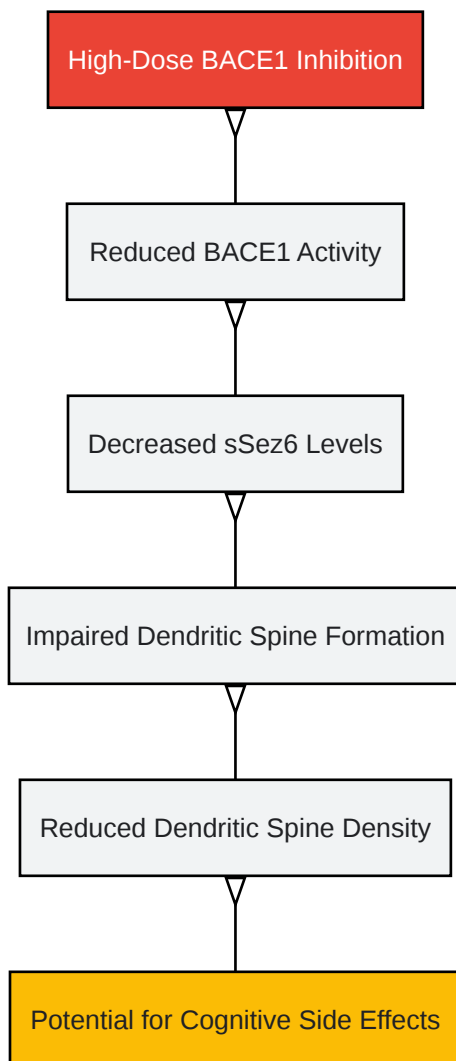 High-Dose BACE1 Inhibition
Reduced BACE1 Activity
Decreased sSez6 Levels
Impaired Dendritic Spine Formation
Reduced Dendritic Spine Density
Potential for Cognitive Side Effects